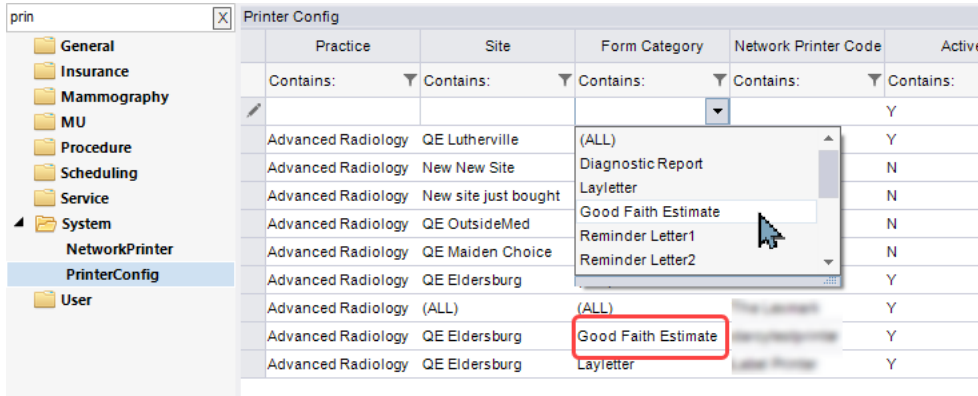 prin X Printer Config
General
Insurance
Mammography
MU
Procedure
Scheduling
Service
System
NetworkPrinter
PrinterConfig
User
Practice Site Form Category Network Printer Code Active
Contains: Contains: Contains: Contains: Contains:
Y
Advanced Radiology QE Lutherville Y
Advanced Radiology New New Site N
Advanced Radiology New site just bought N
Advanced Radiology QE OutsideMed N
Advanced Radiology QE Maiden Choice N
Advanced Radiology QE Eldersburg Y
Advanced Radiology (ALL) (ALL) Y
Advanced Radiology QE Eldersburg Good Faith Estimate Y
Advanced Radiology QE Eldersburg Layletter Y
(ALL)
Diagnostic Report
Layletter
Good Faith Estimate
Reminder Letter1
Reminder Letter2